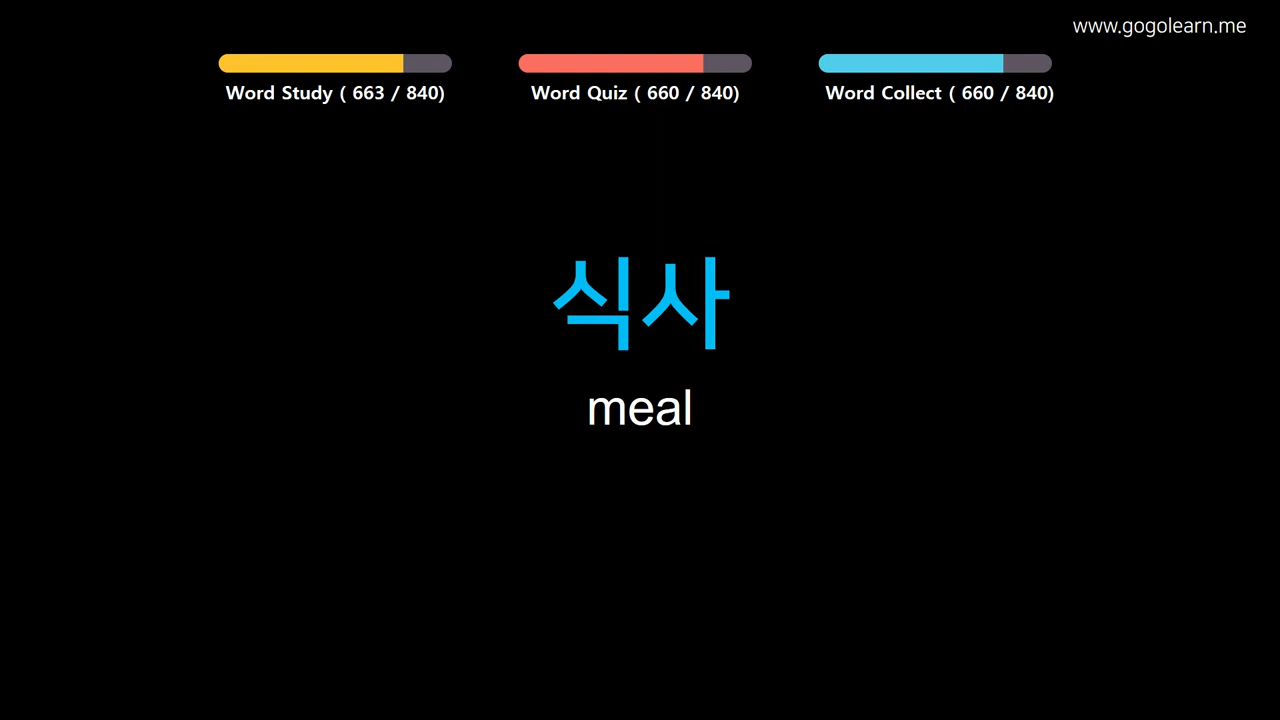 www.gogolearn.me
Word Study ( 663 / 840)
Word Quiz ( 660 / 840)
Word Collect ( 660 / 840)
식사
meal